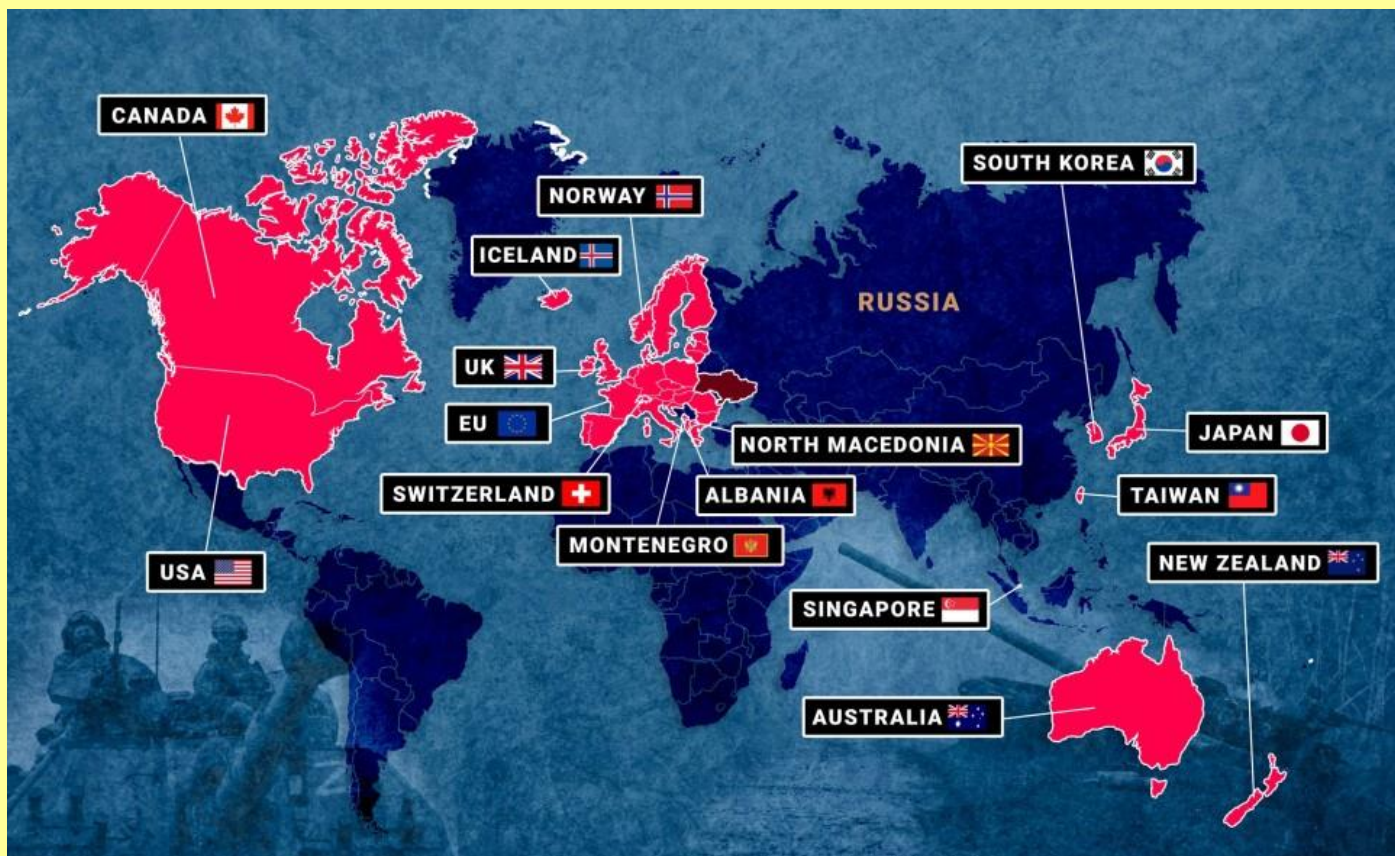 CANADA
SOUTH KOREA
NORWAY
ICELAND
RUSSIA
UK
EU
NORTH MACEDONIA
JAPAN
SWITZERLAND
ALBANIA
TAIWAN
MONTENEGRO
USA
NEW ZEALAND
SINGAPORE
AUSTRALIA